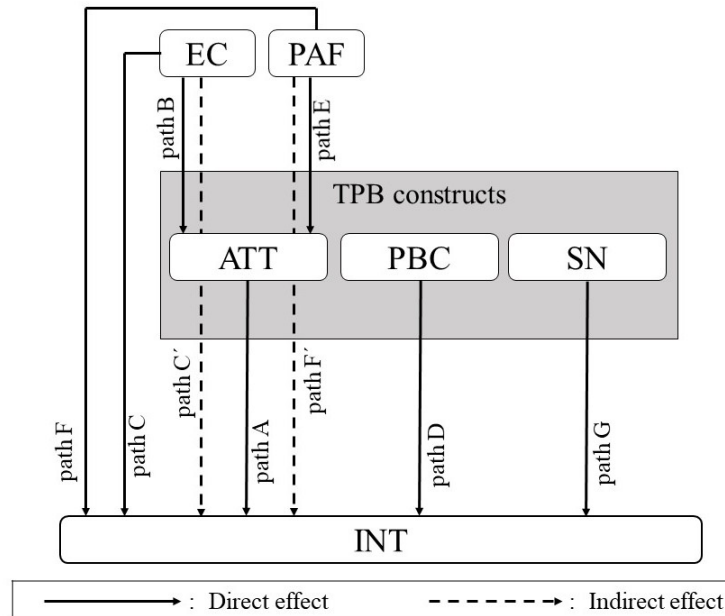 EC
PAF
path B
path E
TPB constructs
ATT
PBC
SN
path F
path C
path C´
path A
path F´
path D
path G
INT
: Direct effect
: Indirect effect